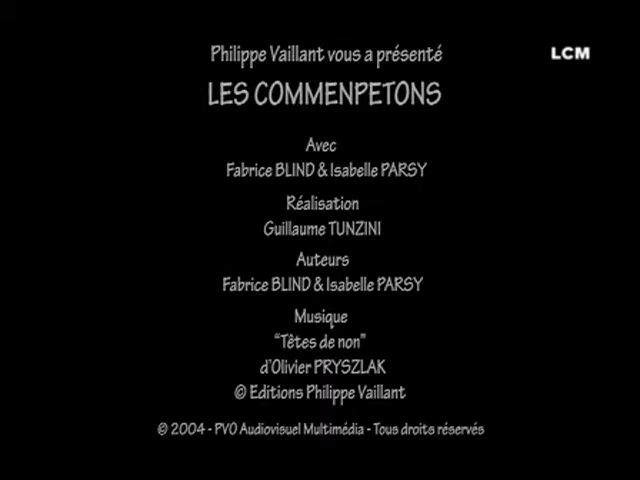 Philippe Vaillant vous a présenté
LCM
LES COMMENPETONS
Avec
Fabrice BLIND & Isabelle PARSY
Réalisation
Guillaume TUNZINI
Auteurs
Fabrice BLIND & Isabelle PARSY
Musique
“Têtes de non”
d'Olivier PRYSZLAK
© Editions Philippe Vaillant
© 2004 - PVO Audiovisuel Multimédia - Tous droits réservés